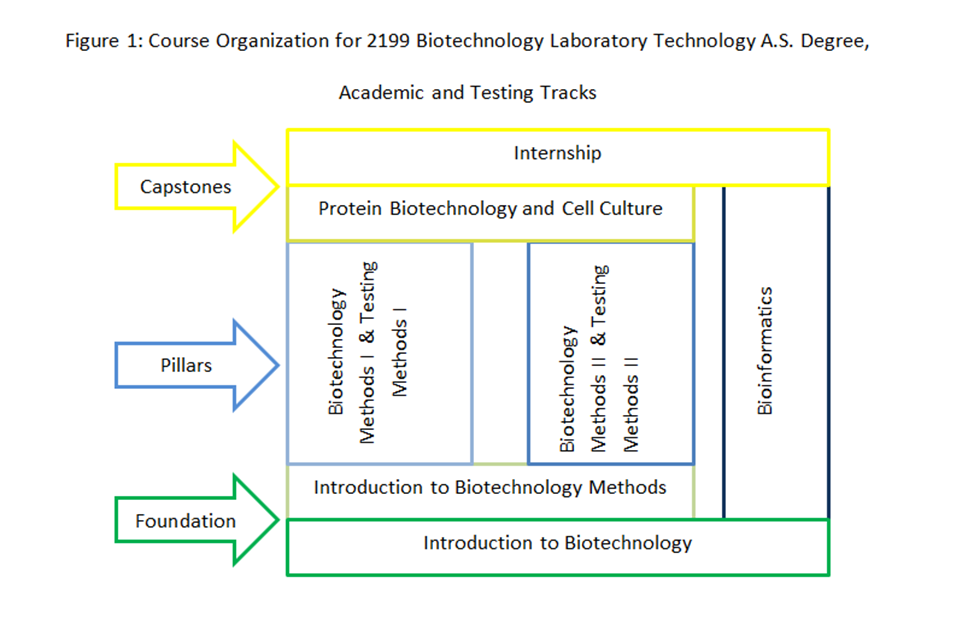 Figure 1: Course Organization for 2199 Biotechnology Laboratory Technology A.S. Degree,
Academic and Testing Tracks
Internship
Capstones
Protein Biotechnology and Cell Culture
Biotechnology
Methods I & Testing
Methods I
Biotechnology
Methods II & Testing
Methods II
Bioinformatics
Pillars
Introduction to Biotechnology Methods
Foundation
Introduction to Biotechnology